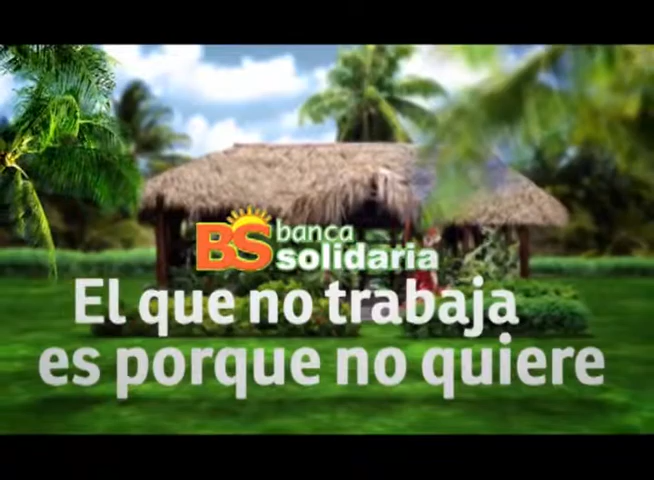 BS banca
solidaria
El que no trabaja
es porque no quiere